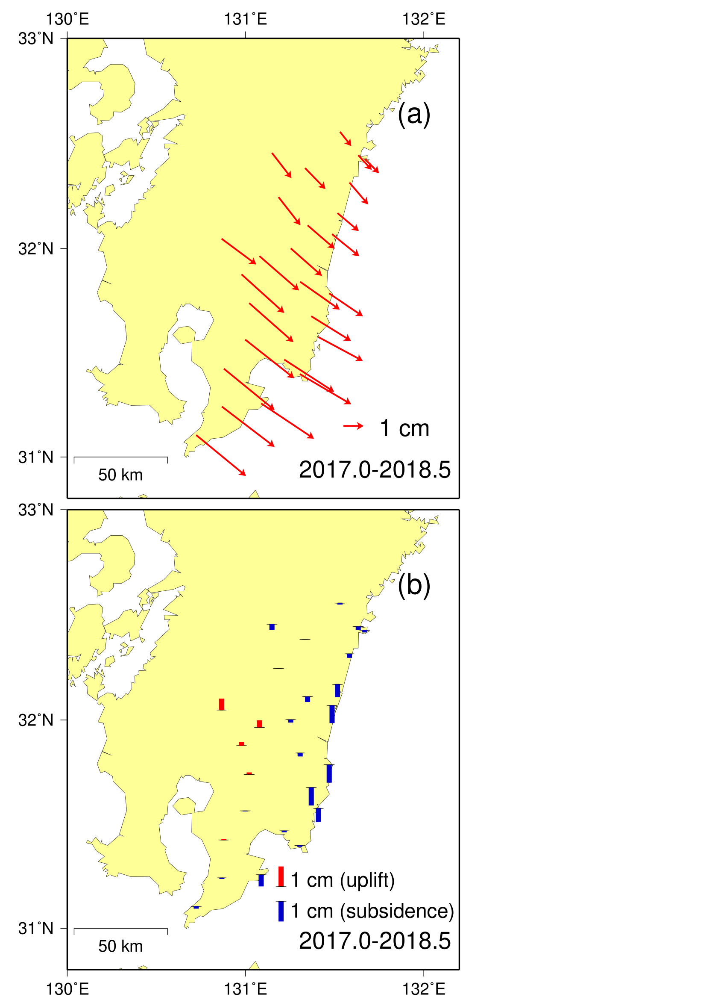 130°E 131°E 132°E
33°N
(a)
32°N
1 cm
31°N
2017.0-2018.5
50 km
33°N
(b)
32°N
1 cm (uplift)
1 cm (subsidence)
31°N
2017.0-2018.5
50 km
130°E 131°E 132°E